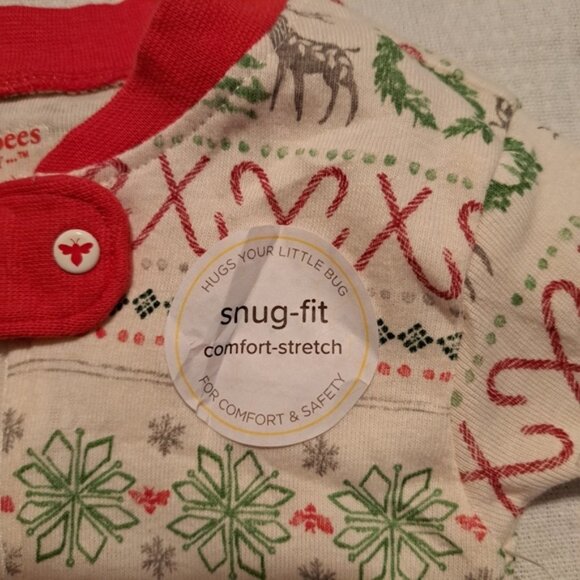 HUGS YOUR LITTLE BUG
snug-fit
comfort-stretch
FOR COMFORT & SAFETY